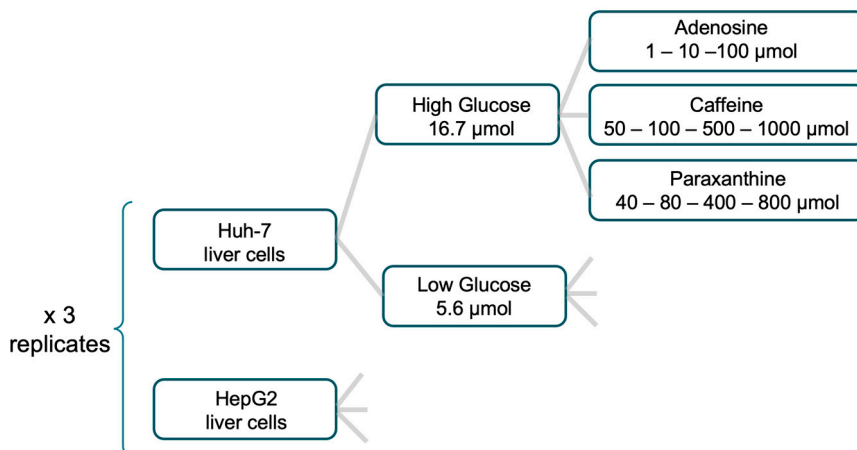 Adenosine
1 – 10 –100 µmol
High Glucose
16.7 µmol
Caffeine
50 – 100 – 500 – 1000 µmol
Paraxanthine
40 – 80 – 400 – 800 µmol
Huh-7
liver cells
Low Glucose
5.6 µmol
x 3
replicates
HepG2
liver cells